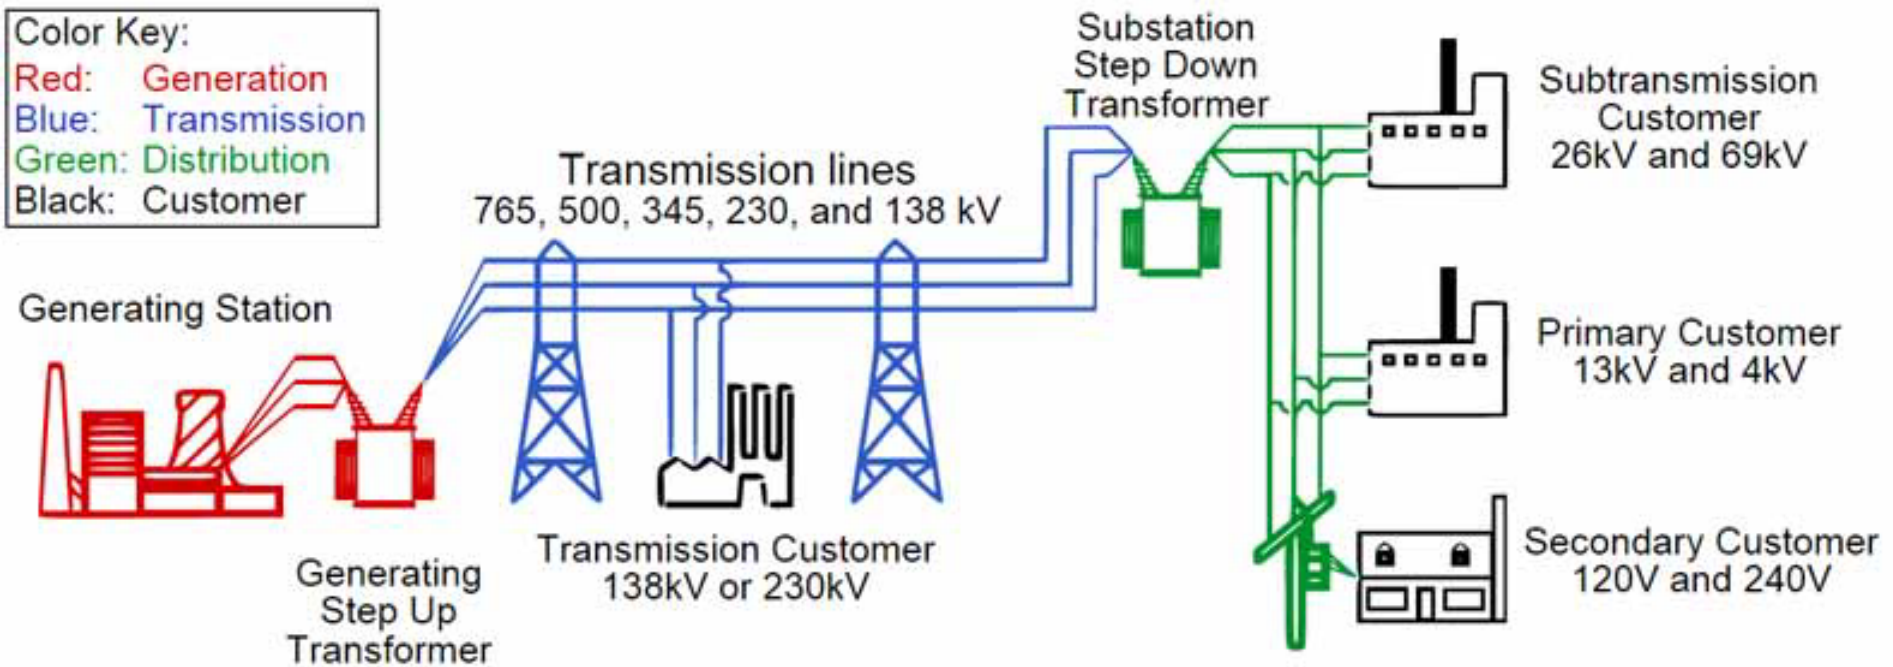 Color Key:
Red: Generation
Blue: Transmission
Green: Distribution
Black: Customer
Generating Station
Generating
Step Up
Transformer
Transmission lines
765, 500, 345, 230, and 138 kV
Transmission Customer
138kV or 230kV
Substation
Step Down
Transformer
Subtransmission
Customer
26kV and 69kV
Primary Customer
13kV and 4kV
Secondary Customer
120V and 240V